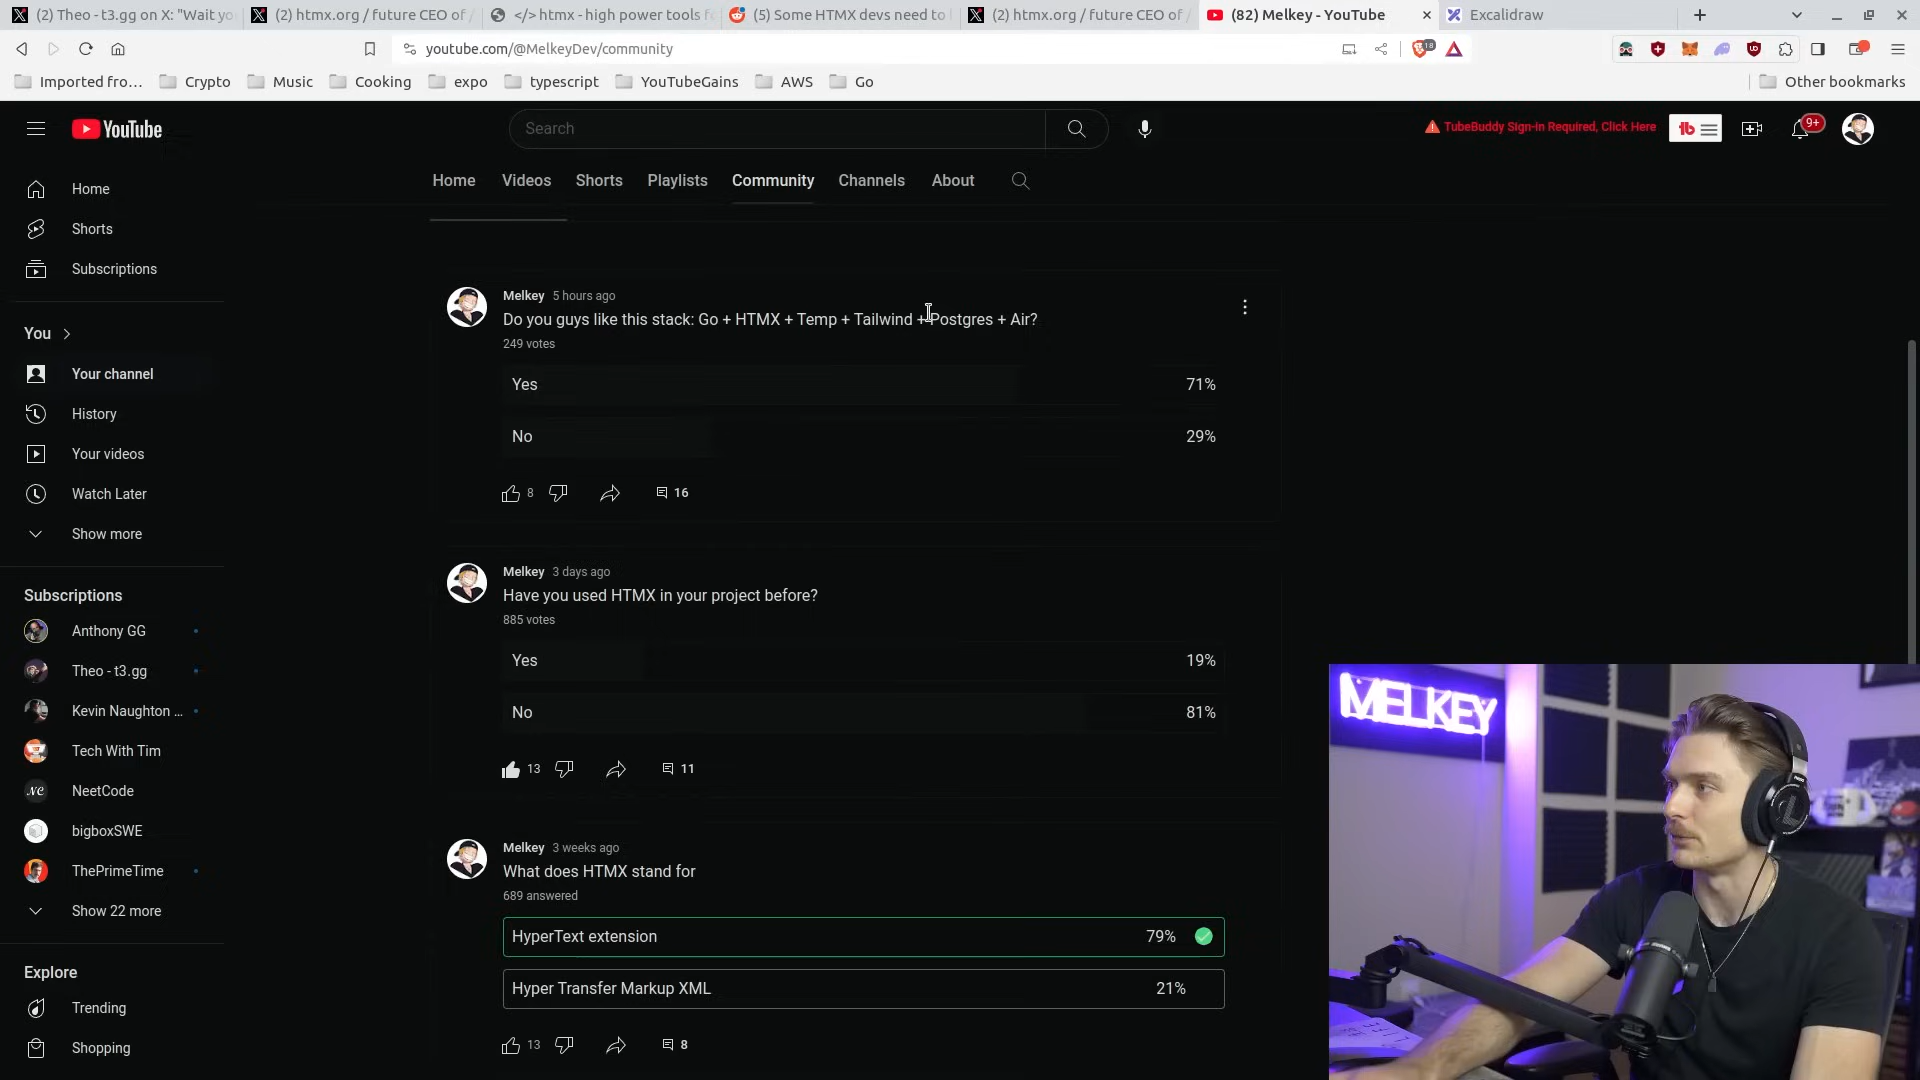 (2) Theo - t3.gg on X: "Wait yo
(2) htmx.org / future CEO of
</> htmx - high power tools f
(5) Some HTMX devs need to
(2) htmx.org / future CEO of
(82) Melkey - YouTube
Excalidraw
youtube.com/@MelkeyDev/community
18
Imported fro…
Crypto
Music
Cooking
expo
typescript
YouTubeGains
AWS
Go
Other bookmarks
YouTube
Search
TubeBuddy Sign-in Required, Click Here
tb
9+
Home
Videos
Shorts
Playlists
Community
Channels
About
Home
Shorts
Subscriptions
You
Your channel
History
Your videos
Watch Later
Show more
Subscriptions
Anthony GG
Theo - t3.gg
Kevin Naughton ...
Tech With Tim
NeetCode
bigboxSWE
ThePrimeTime
Show 22 more
Explore
Trending
Shopping
Melkey 5 hours ago
Do you guys like this stack: Go + HTMX + Temp + Tailwind + Postgres + Air?
249 votes
Yes 71%
No 29%
8
16
Melkey 3 days ago
Have you used HTMX in your project before?
885 votes
Yes 19%
No 81%
13
11
Melkey 3 weeks ago
What does HTMX stand for
689 answered
HyperText extension 79%
Hyper Transfer Markup XML 21%
13
8
MELKEY